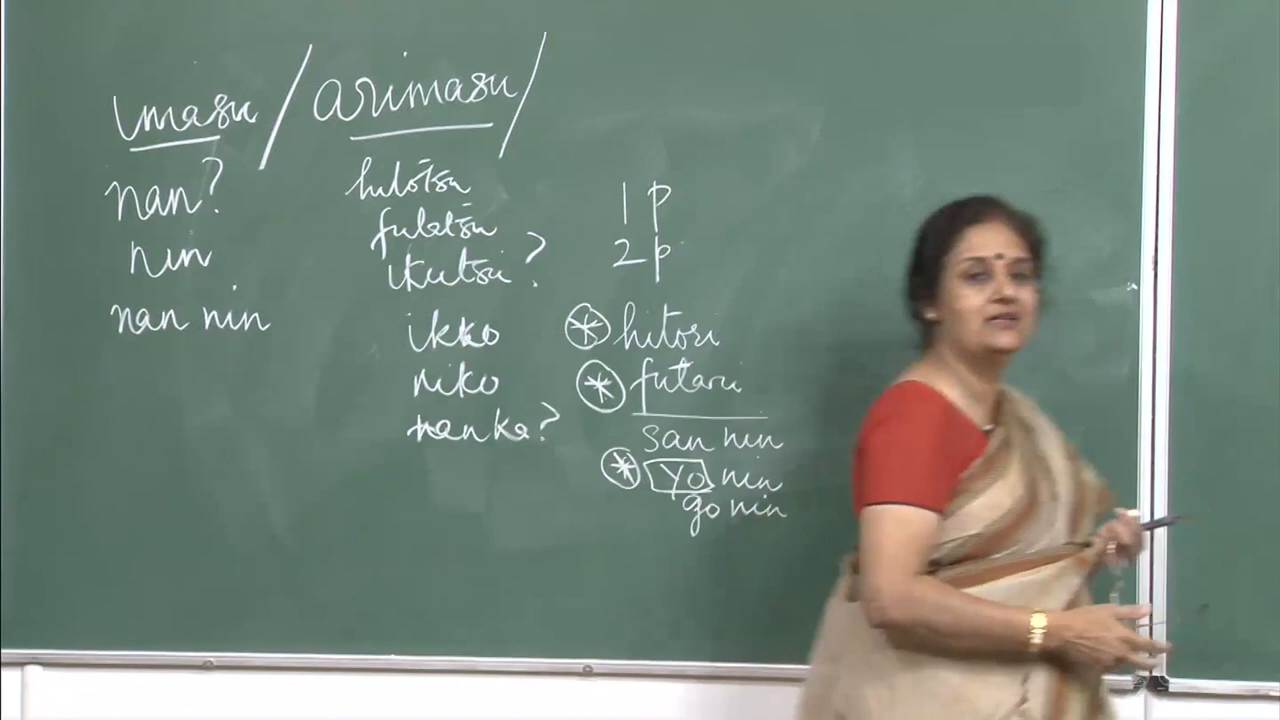 imasu / arimasu /
nan?
nin
nan nin
hitotsu
futatsu
ikutsu?
ikko
niko
nanko?
1 p
2 p
hitori
futari
san nin
yo nin
go nin